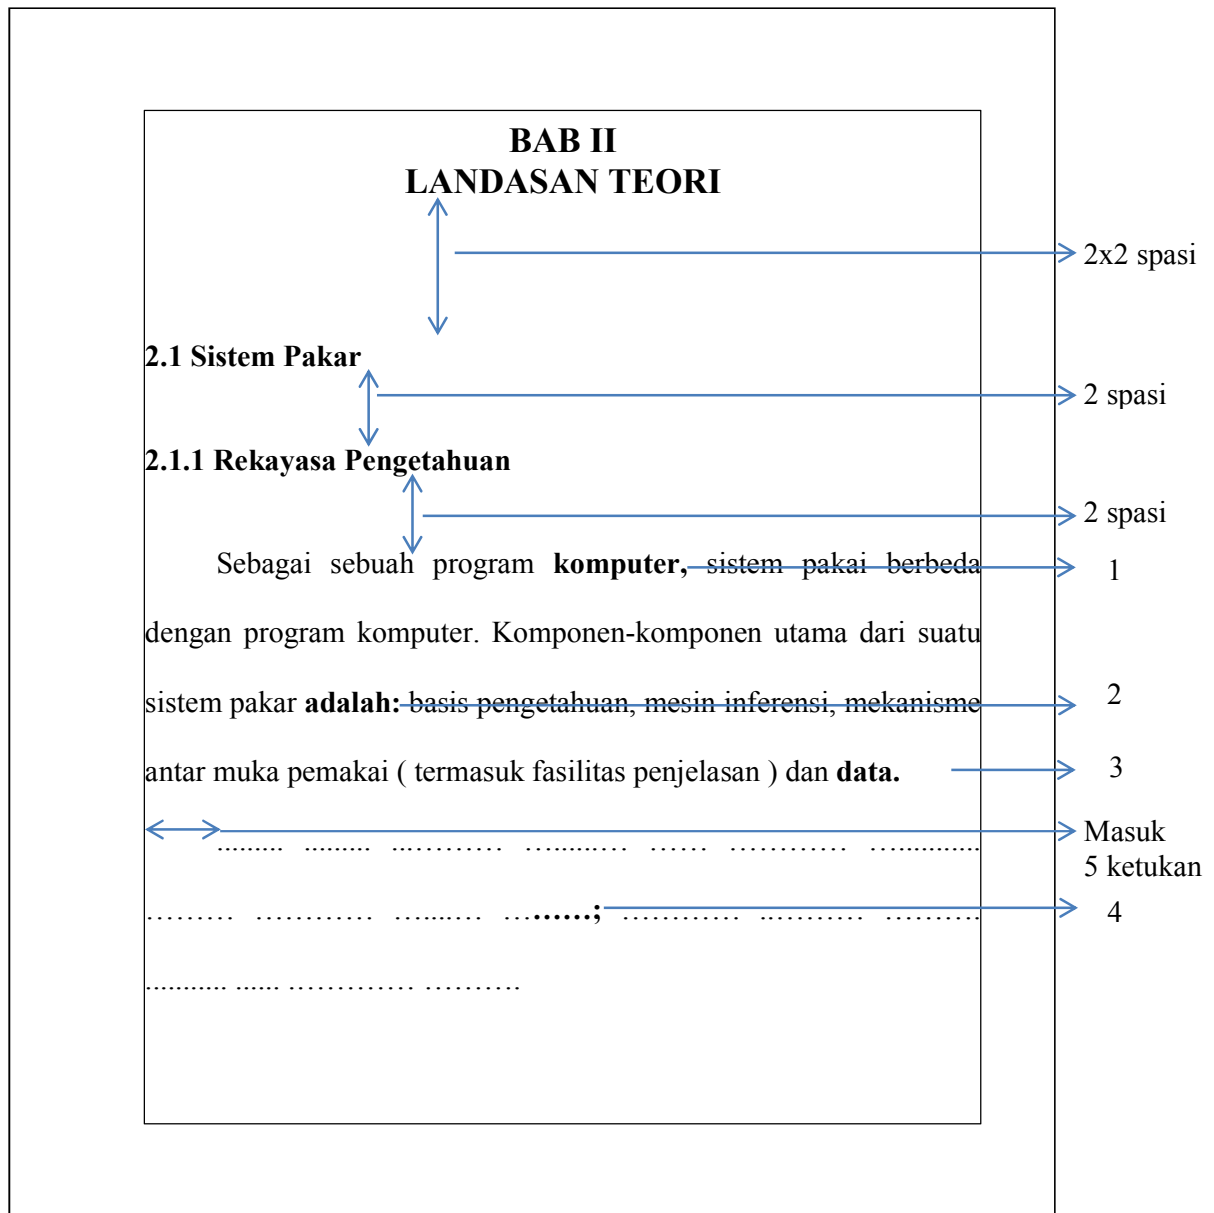 BAB II
LANDASAN TEORI
2x2 spasi
2.1 Sistem Pakar
2 spasi
2.1.1 Rekayasa Pengetahuan
2 spasi
Sebagai sebuah program komputer, sistem pakai berbeda
1
dengan program komputer. Komponen-komponen utama dari suatu
sistem pakar adalah: basis pengetahuan, mesin inferensi, mekanisme
2
antar muka pemakai ( termasuk fasilitas penjelasan ) dan data.
3
Masuk
5 ketukan
......... ......... ...……… …......… …… ………… …...........
……… ………… …....… …......; ………… ...……… ……….
4
........... ...... …………. ……….